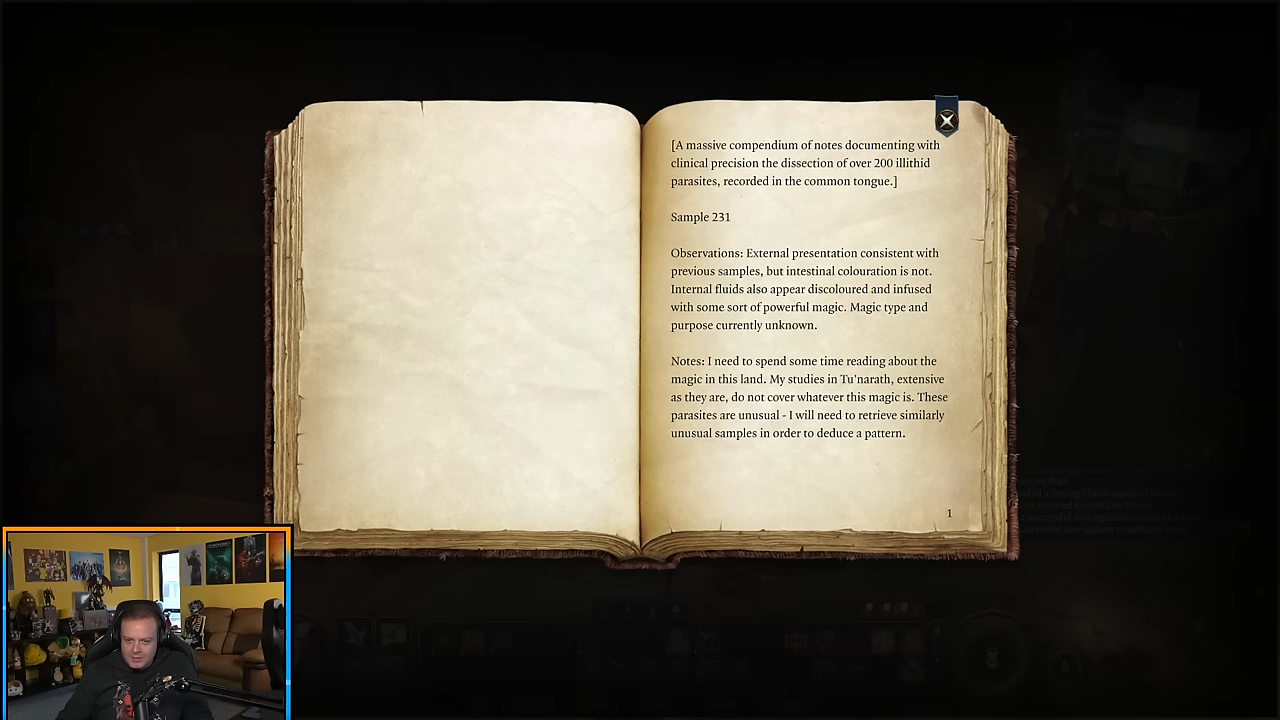 [A massive compendium of notes documenting with
clinical precision the dissection of over 200 illithid
parasites, recorded in the common tongue.]
Sample 231
Observations: External presentation consistent with
previous samples, but intestinal colouration is not.
Internal fluids also appear discoloured and infused
with some sort of powerful magic. Magic type and
purpose currently unknown.
Notes: I need to spend some time reading about the
magic in this land. My studies in Tu'narath, extensive
as they are, do not cover whatever this magic is. These
parasites are unusual - I will need to retrieve similarly
unusual samples in order to deduce a pattern.
1